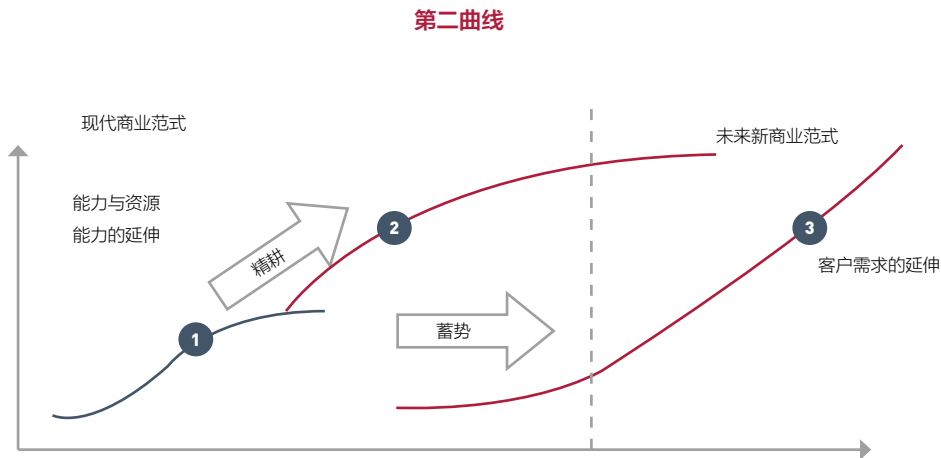 第二曲线
现代商业范式
未来新商业范式
能力与资源
能力的延伸
2
3
精耕
客户需求的延伸
蓄势
1